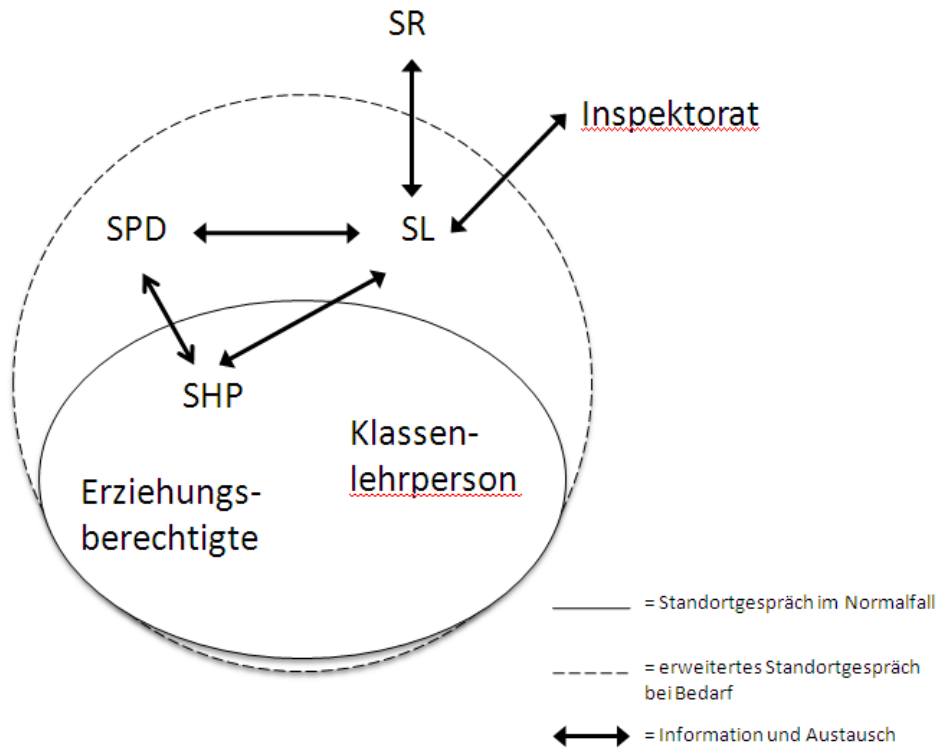 SR
Inspektorat
SPD
SL
SHP
Klassen-
lehrperson
Erziehungs-
berechtigte
= Standortgespräch im Normalfall
= erweitertes Standortgespräch
bei Bedarf
= Information und Austausch